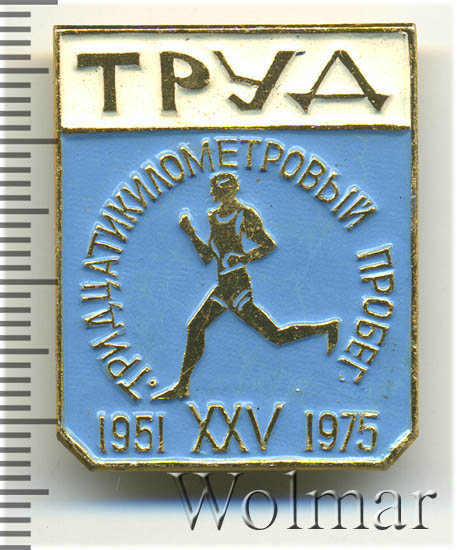 ТРУД
·ТРИДЦАТИКИЛОМЕТРОВЫЙ ПРОБЕГ·
1951 XXV 1975
Wolmar